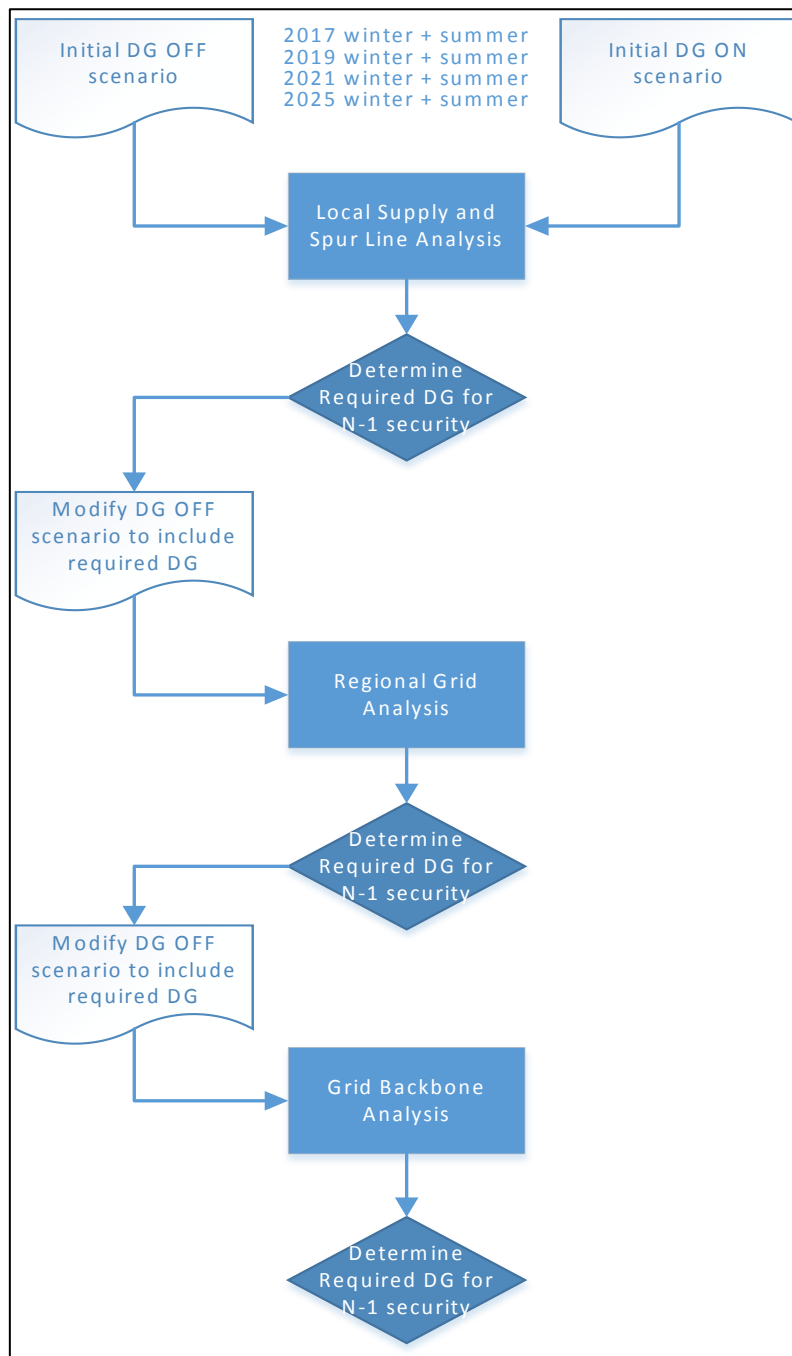 Initial DG OFF
scenario
2017 winter + summer
2019 winter + summer
2021 winter + summer
2025 winter + summer
Initial DG ON
scenario
Local Supply and
Spur Line Analysis
Determine
Required DG for
N-1 security
Modify DG OFF
scenario to include
required DG
Regional Grid
Analysis
Determine
Required DG for
N-1 security
Modify DG OFF
scenario to include
required DG
Grid Backbone
Analysis
Determine
Required DG for
N-1 security